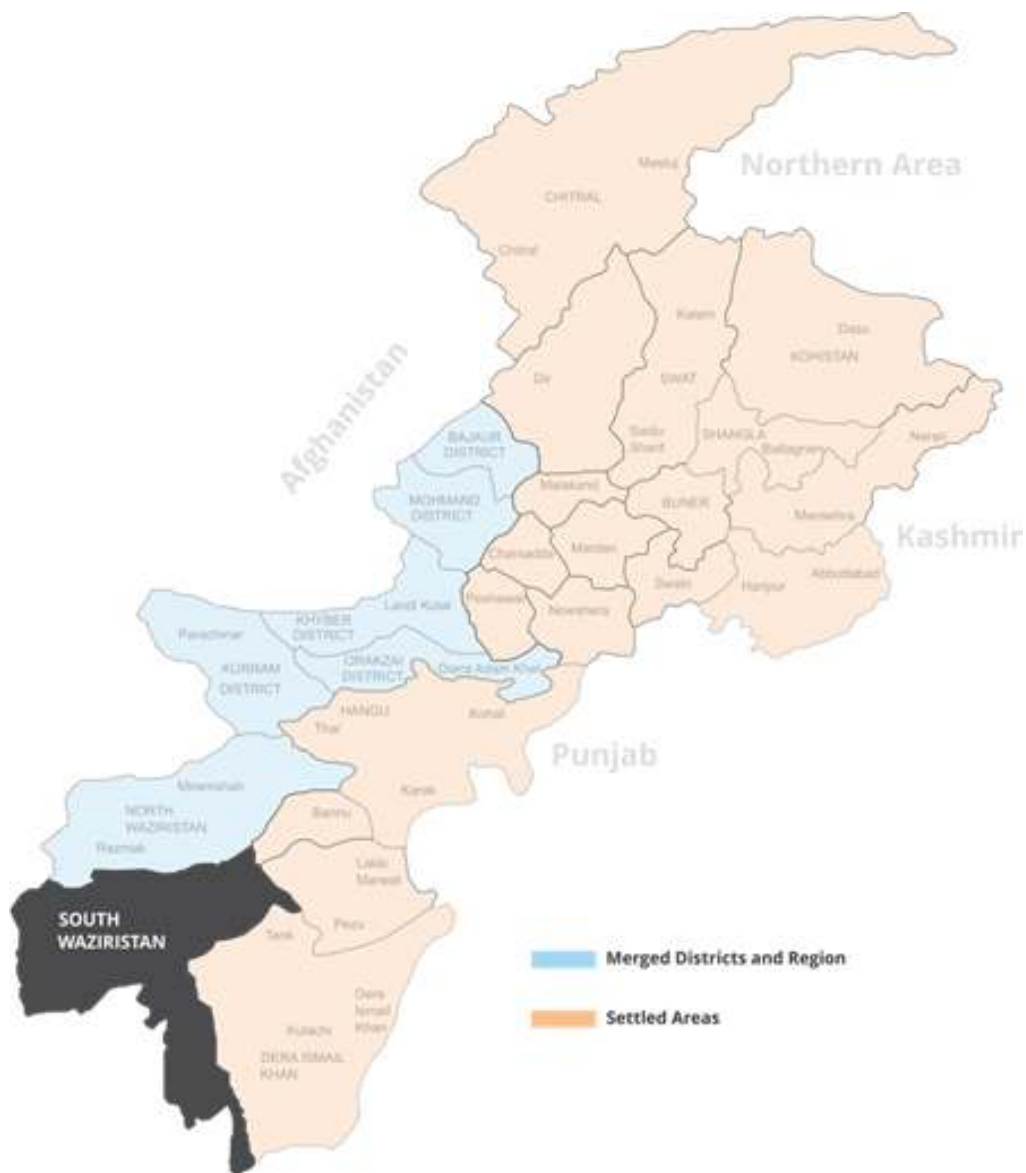 Northern Area
Mastuj
CHITRAL
Chitral
Kalam
Dasu
KOHISTAN
Afghanistan
Dir
SWAT
BAJAUR
DISTRICT
Saidu
Sharif
SHANGLA
Battagram
Naran
MOHMAND
DISTRICT
Malakand
BUNER
Mansehra
Kashmir
Charsadda
Mardan
Swabi
Haripur
Abbottabad
Landi Kotal
Peshawar
Nowshera
KHYBER
DISTRICT
Parachinar
ORAKZAI
DISTRICT
Darra Adam Khel
KURRAM
DISTRICT
HANGU
Thal
Kohat
Punjab
Miramshah
Karak
NORTH
WAZIRISTAN
Bannu
Razmak
Lakki
Marwat
SOUTH
WAZIRISTAN
Pezu
Tank
Merged Districts and Region
Dera
Ismail
Khan
Settled Areas
Kulachi
DERA ISMAIL
KHAN